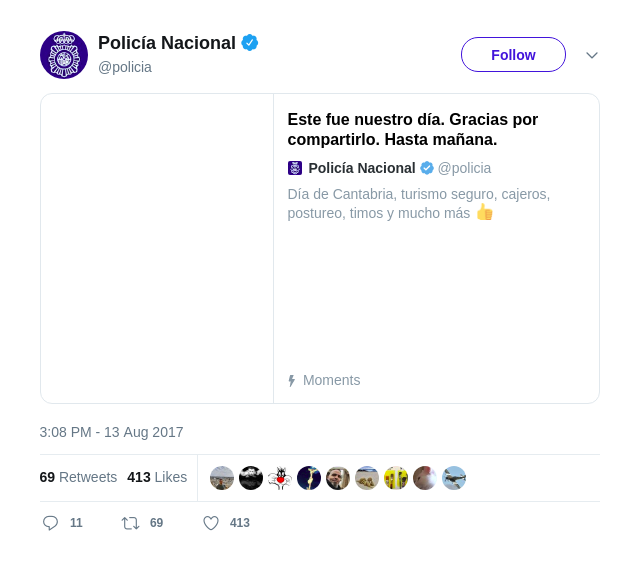 Policía Nacional
@policia
Follow
Este fue nuestro día. Gracias por
compartirlo. Hasta mañana.
Policía Nacional @policia
Día de Cantabria, turismo seguro, cajeros,
postureo, timos y mucho más 👍
Moments
3:08 PM - 13 Aug 2017
69 Retweets 413 Likes
11 69 413